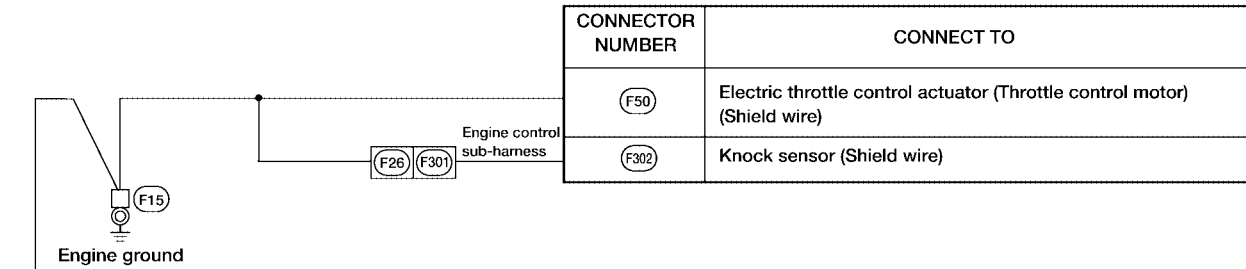 CONNECTOR
NUMBER
CONNECT TO
F50
Electric throttle control actuator (Throttle control motor)
(Shield wire)
Engine control
sub-harness
F26
F301
F302
Knock sensor (Shield wire)
F15
Engine ground